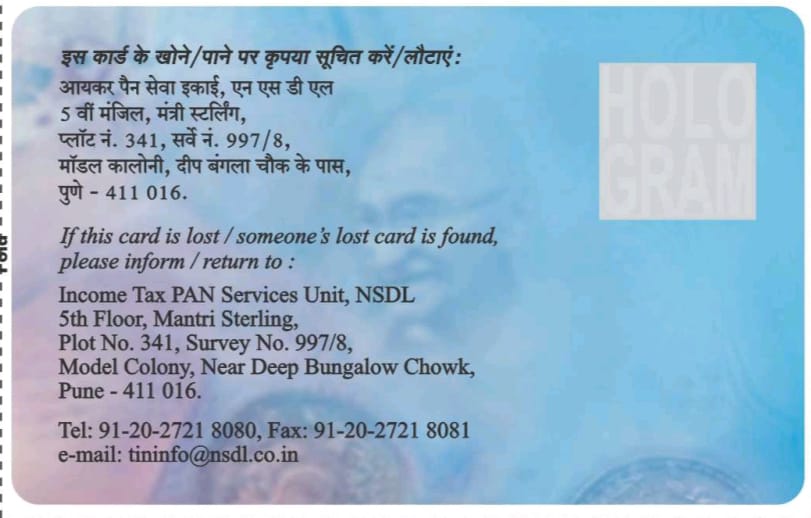 इस कार्ड के खोने/पाने पर कृपया सूचित करें/लौटाएं :
आयकर पैन सेवा इकाई, एन एस डी एल
5 वीं मंजिल, मंत्री स्टर्लिंग,
प्लॉट नं. 341, सर्वे नं. 997/8,
मॉडल कालोनी, दीप बंगला चौक के पास,
पुणे - 411 016.
If this card is lost / someone's lost card is found,
please inform / return to :
Income Tax PAN Services Unit, NSDL
5th Floor, Mantri Sterling,
Plot No. 341, Survey No. 997/8,
Model Colony, Near Deep Bungalow Chowk,
Pune - 411 016.
Tel: 91-20-2721 8080, Fax: 91-20-2721 8081
e-mail: tininfo@nsdl.co.in
HOLO
GRAM